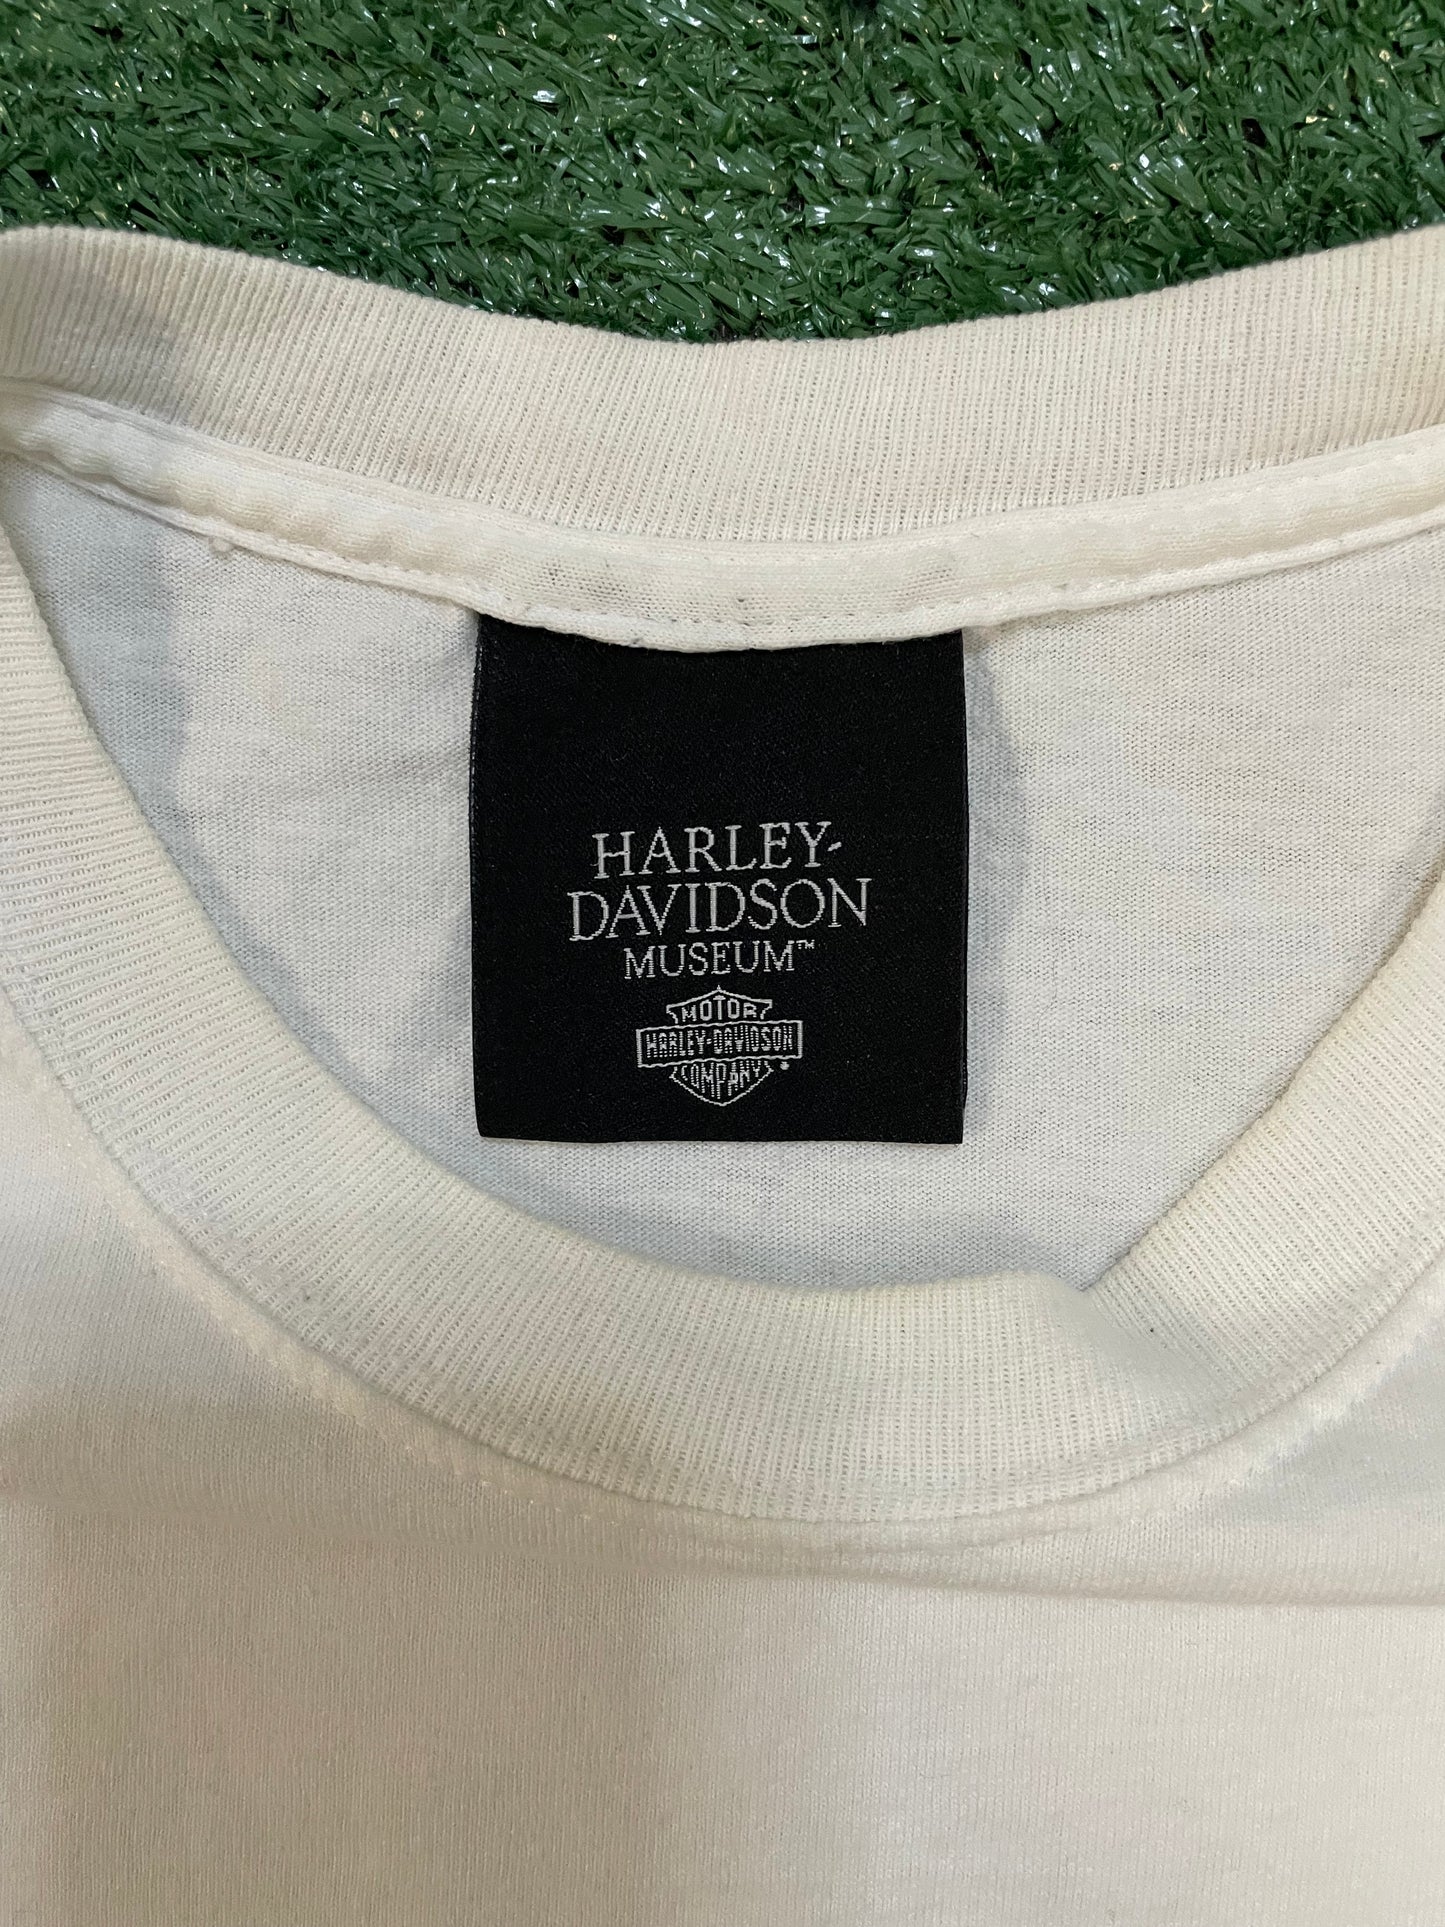 HARLEY-
DAVIDSON
MUSEUM™
MOTOR
HARLEY-DAVIDSON
COMPANY®